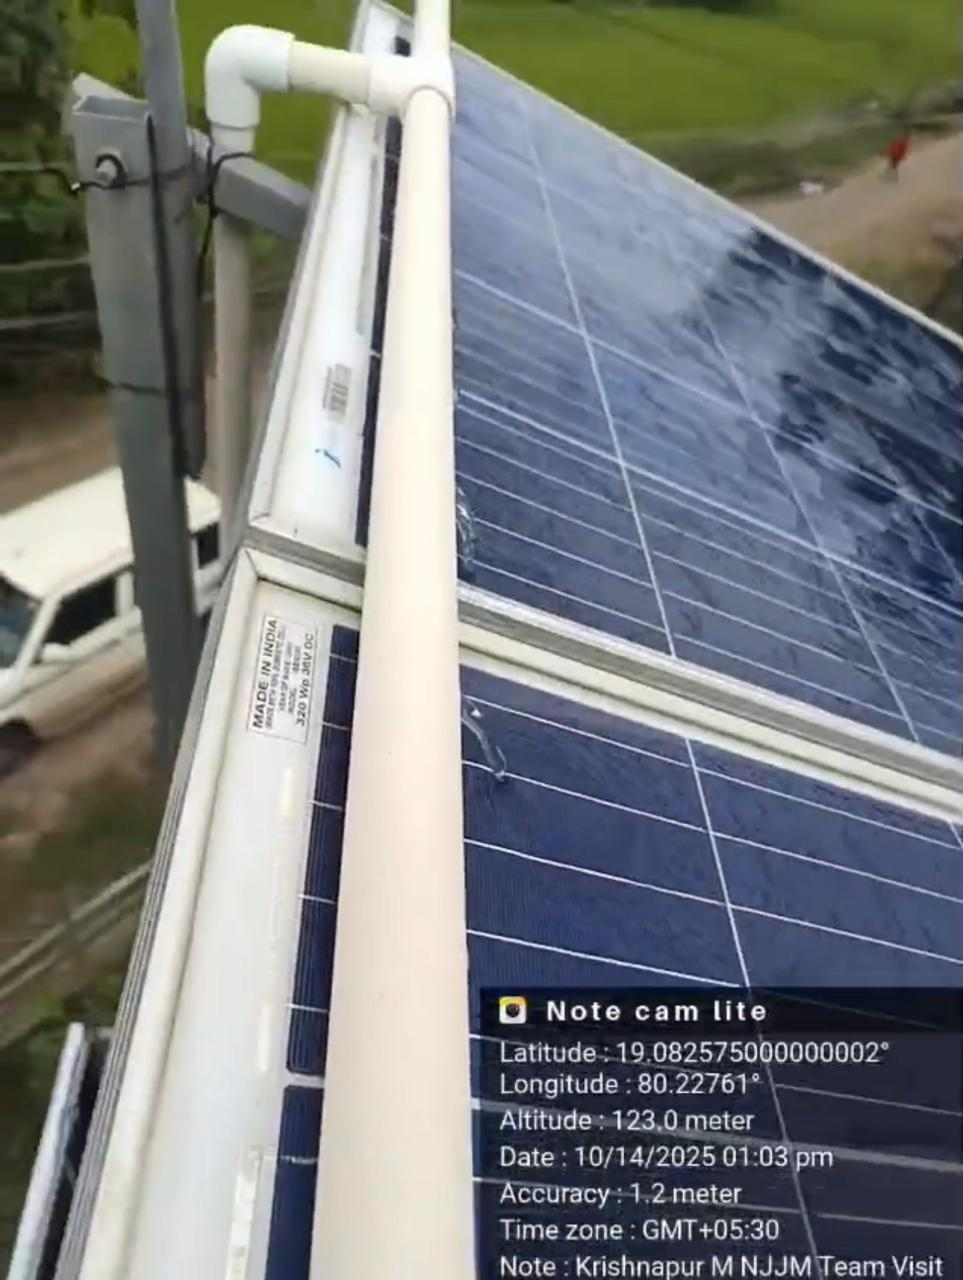 MADE IN INDIA
320 Wp 36V DC
Note cam lite
Latitude : 19.082575000000002°
Longitude : 80.22761°
Altitude : 123.0 meter
Date : 10/14/2025 01:03 pm
Accuracy : 1.2 meter
Time zone : GMT+05:30
Note : Krishnapur M NJJM Team Visit